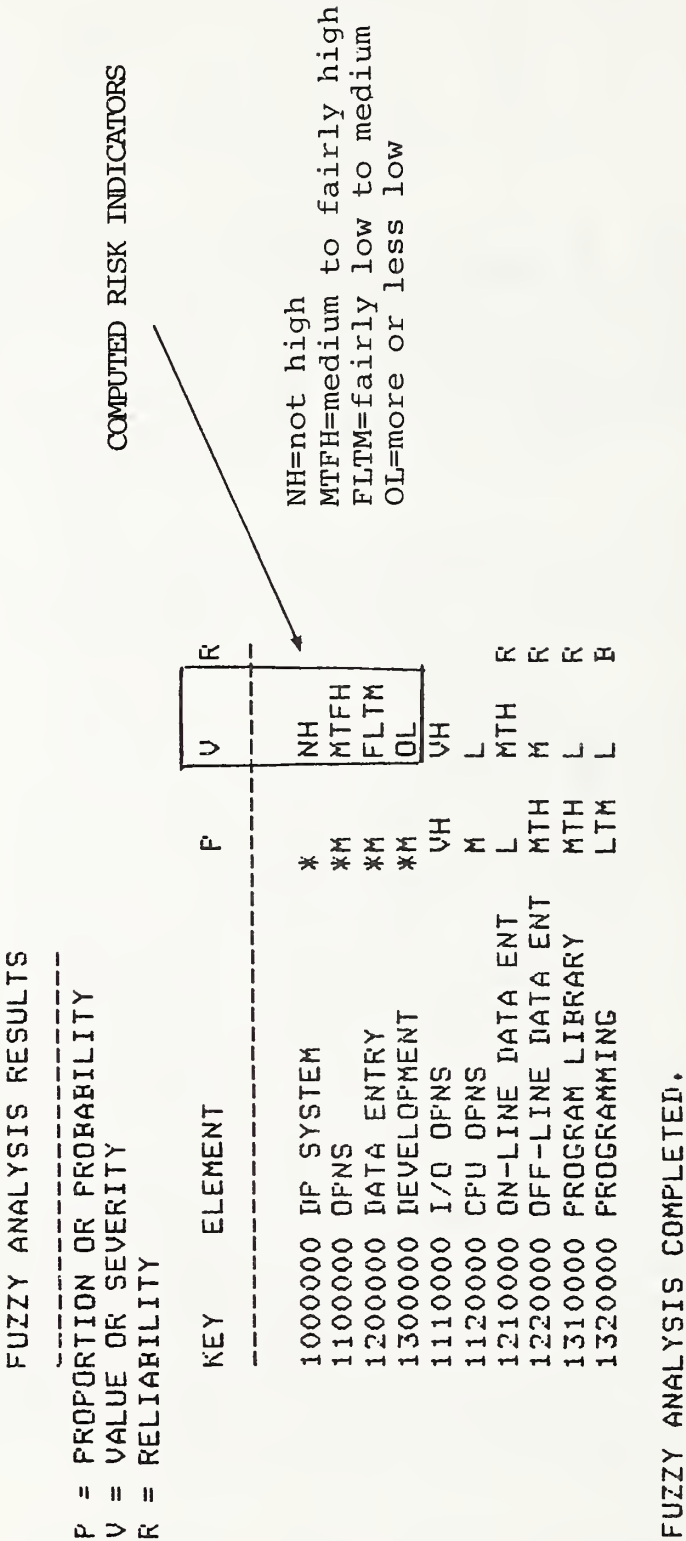 FUZZY ANALYSIS RESULTS
P = PROPORTION OR PROBABILITY
V = VALUE OR SEVERITY
R = RELIABILITY
KEY ELEMENT P V R
1000000 DP SYSTEM * NH
1100000 OPNS *M MTFH
1200000 DATA ENTRY *M FLTM
1300000 DEVELOPMENT *M OL
1110000 I/O OPNS VH VH
1120000 CPU OPNS M L
1210000 ON-LINE DATA ENT L MTH R
1220000 OFF-LINE DATA ENT MTH M R
1310000 PROGRAM LIBRARY MTH L R
1320000 PROGRAMMING LTM L B
FUZZY ANALYSIS COMPLETED.
COMPUTED RISK INDICATORS
NH=not high
MTFH=medium to fairly high
FLTM=fairly low to medium
OL=more or less low